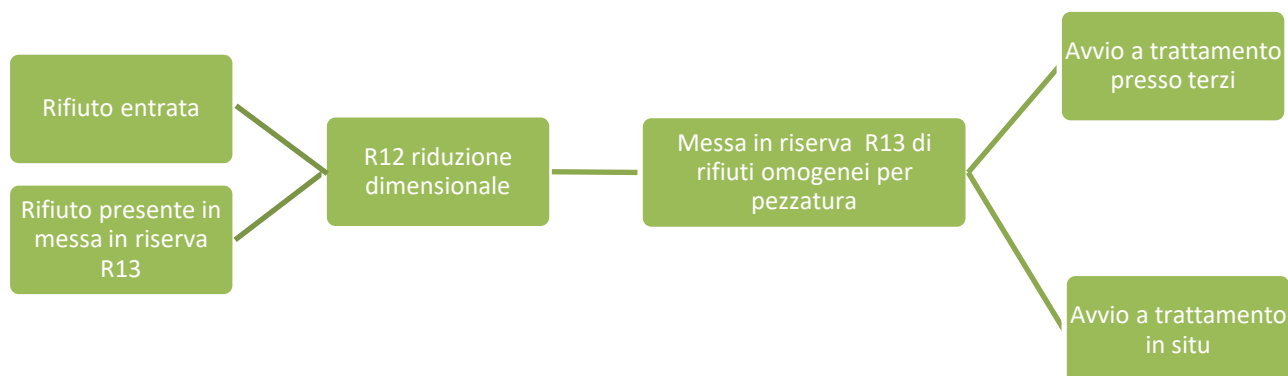 Rifiuto entrata
Rifiuto presente in
messa in riserva
R13
R12 riduzione
dimensionale
Messa in riserva  R13 di
rifiuti omogenei per
pezzatura
Avvio a trattamento
presso terzi
Avvio a trattamento
in situ